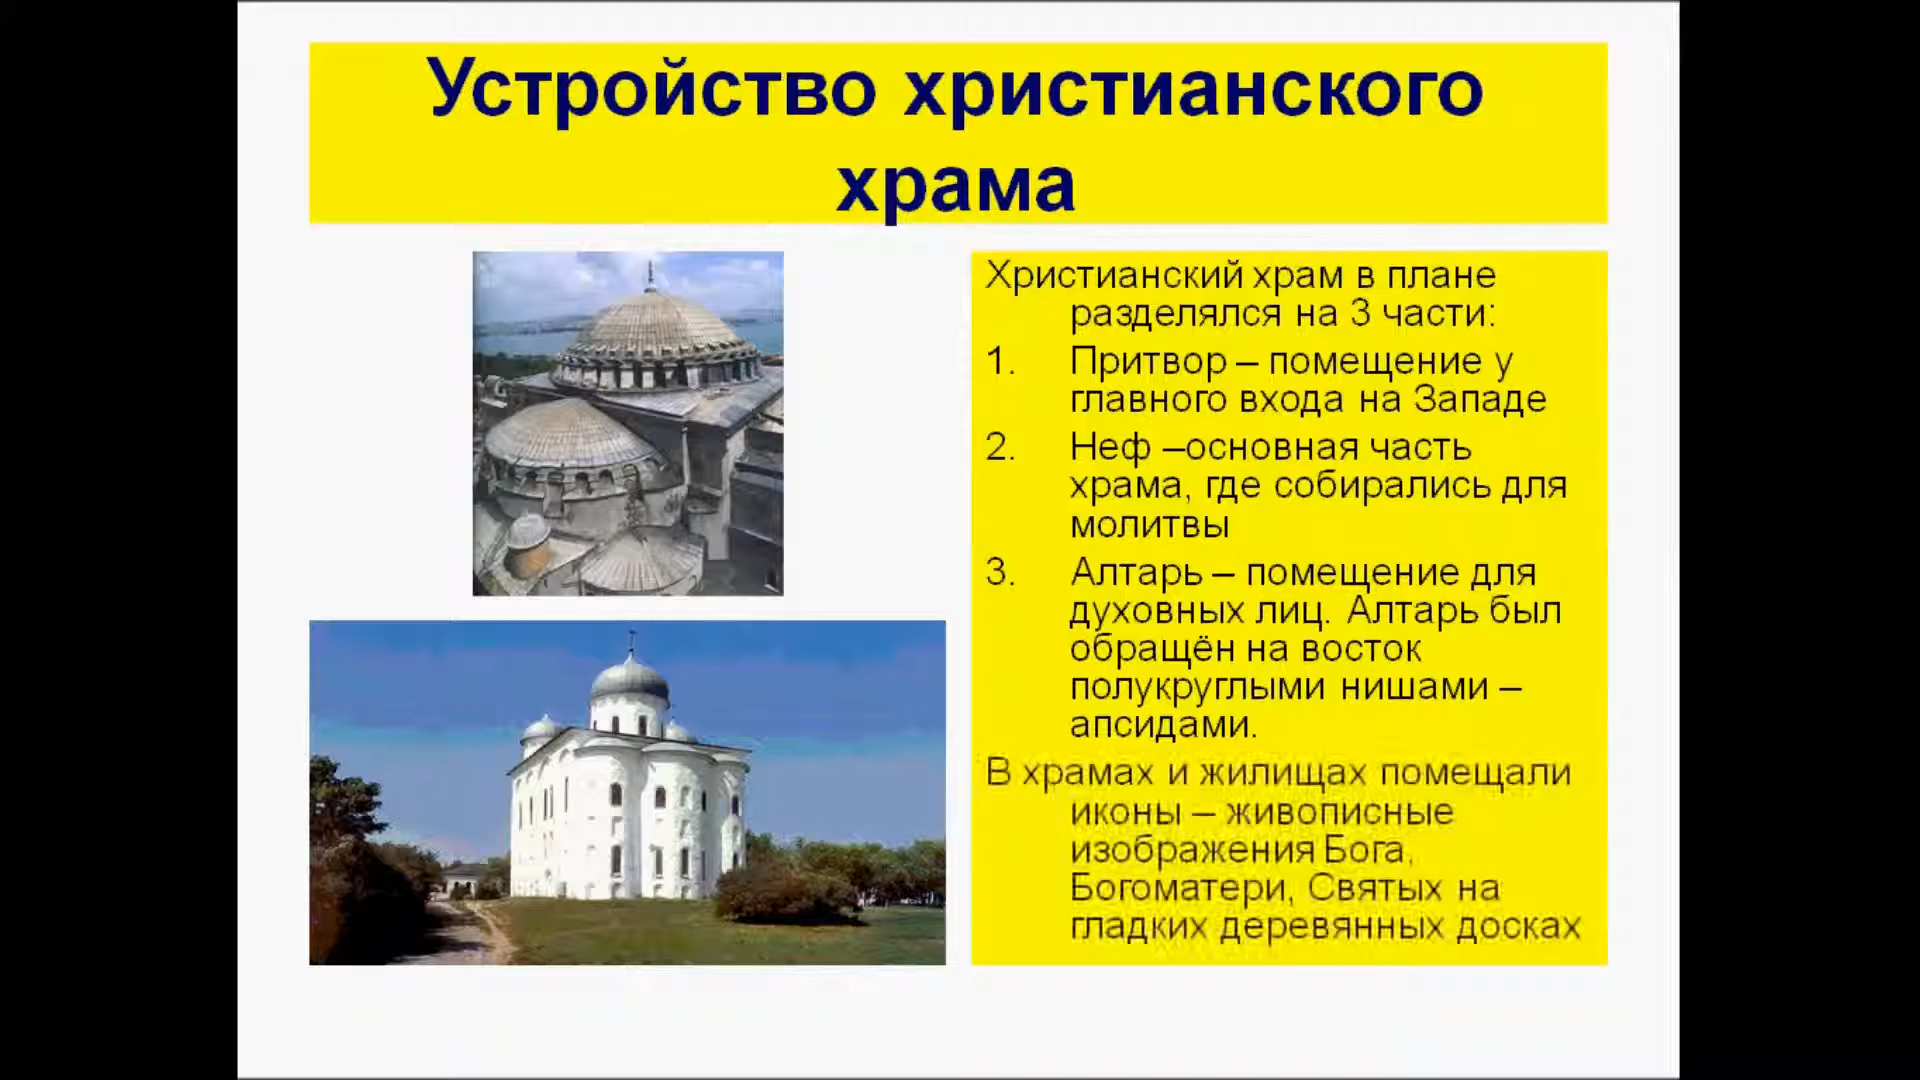 Устройство христианского
храма
Христианский храм в плане
разделялся на 3 части:
1. Притвор – помещение у
главного входа на Западе
2. Неф –основная часть
храма, где собирались для
молитвы
3. Алтарь – помещение для
духовных лиц. Алтарь был
обращён на восток
полукруглыми нишами –
апсидами.
В храмах и жилищах помещали
иконы – живописные
изображения Бога,
Богоматери, Святых на
гладких деревянных досках